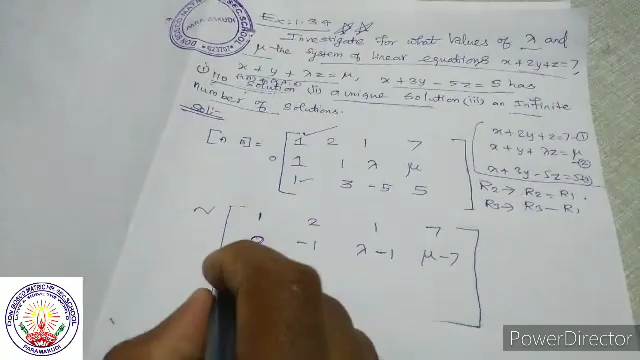 Ex:1.34
Investigate for what values of λ and
μ the system of linear equations x+2y+z=7,
x + y + λz = μ, x+3y-5z=5 has
(i) no solution (ii) a unique solution (iii) an Infinite
number of solutions.
Sol:-
1 2 1 7
1 1 λ μ
1 3 -5 5
x+2y+z=7-①
x+y+λz=μ
-②
x+3y-5z=5③
R2→ R2-R1.
R3→ R3-R1
~ 1 2 1 7
0 -1 λ-1 μ-7
PARAMAKUDI
PowerDirector